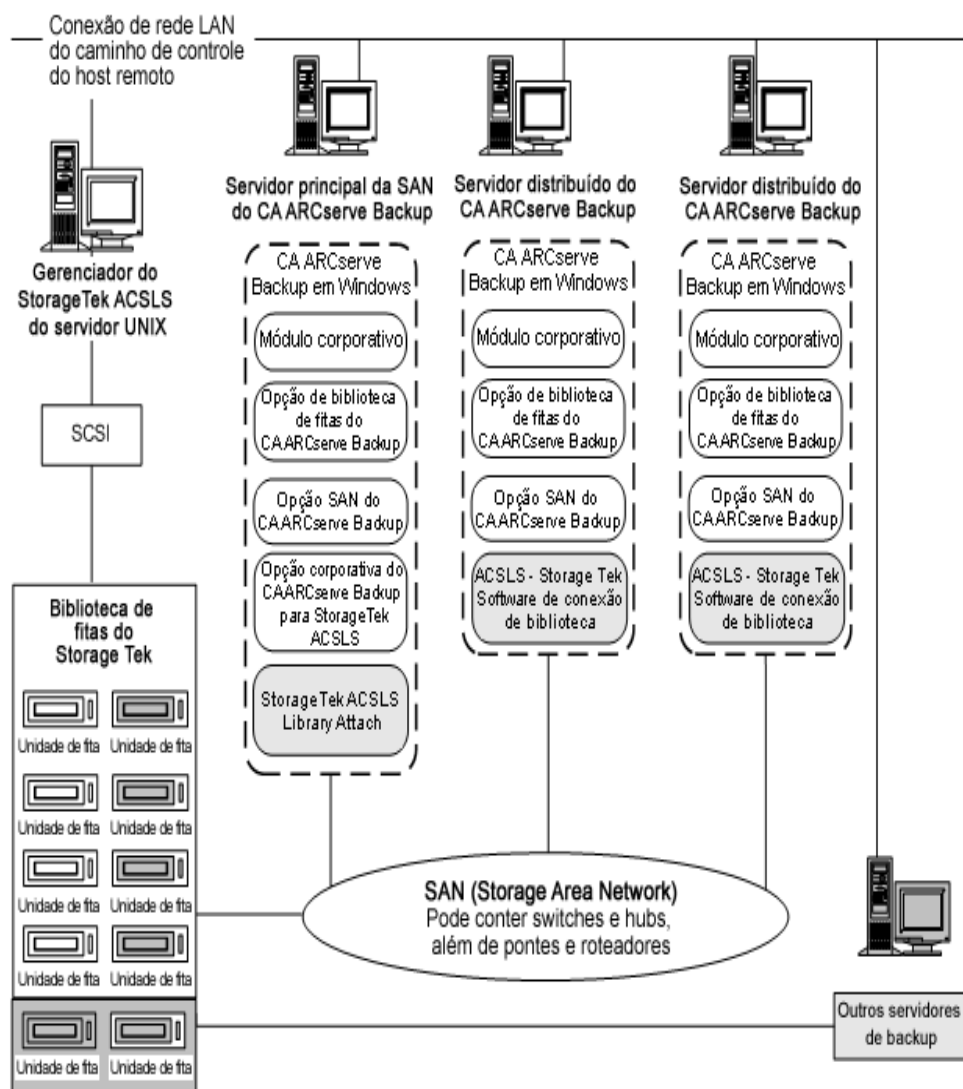 Conexão de rede LAN
do caminho de controle
do host remoto
Gerenciador do
StorageTek ACSLS
do servidor UNIX
SCSI
Biblioteca de
fitas do
Storage Tek
Unidade de fita Unidade de fita
Unidade de fita Unidade de fita
Unidade de fita Unidade de fita
Unidade de fita Unidade de fita
Unidade de fita Unidade de fita
Servidor principal da SAN
do CA ARCserve Backup
CA ARCserve
Backup em Windows
Módulo corporativo
Opção de biblioteca
de fitas do
CAARCserve Backup
Opção SAN do
CAARCserve Backup
Opção corporativa do
CAARCserve Backup
para StorageTek
ACSLS
StorageTek ACSLS
Library Attach
Servidor distribuído do
CA ARCserve Backup
CA ARCserve
Backup em Windows
Módulo corporativo
Opção de biblioteca
de fitas do
CAARCserve Backup
Opção SAN do
CAARCserve Backup
ACSLS - Storage Tek
Software de conexão
de biblioteca
Servidor distribuído do
CA ARCserve Backup
CA ARCserve
Backup em Windows
Módulo corporativo
Opção de biblioteca
de fitas do
CAARCserve Backup
Opção SAN do
CAARCserve Backup
ACSLS - Storage Tek
Software de conexão
de biblioteca
SAN (Storage Area Network)
Pode conter switches e hubs,
além de pontes e roteadores
Outros servidores
de backup